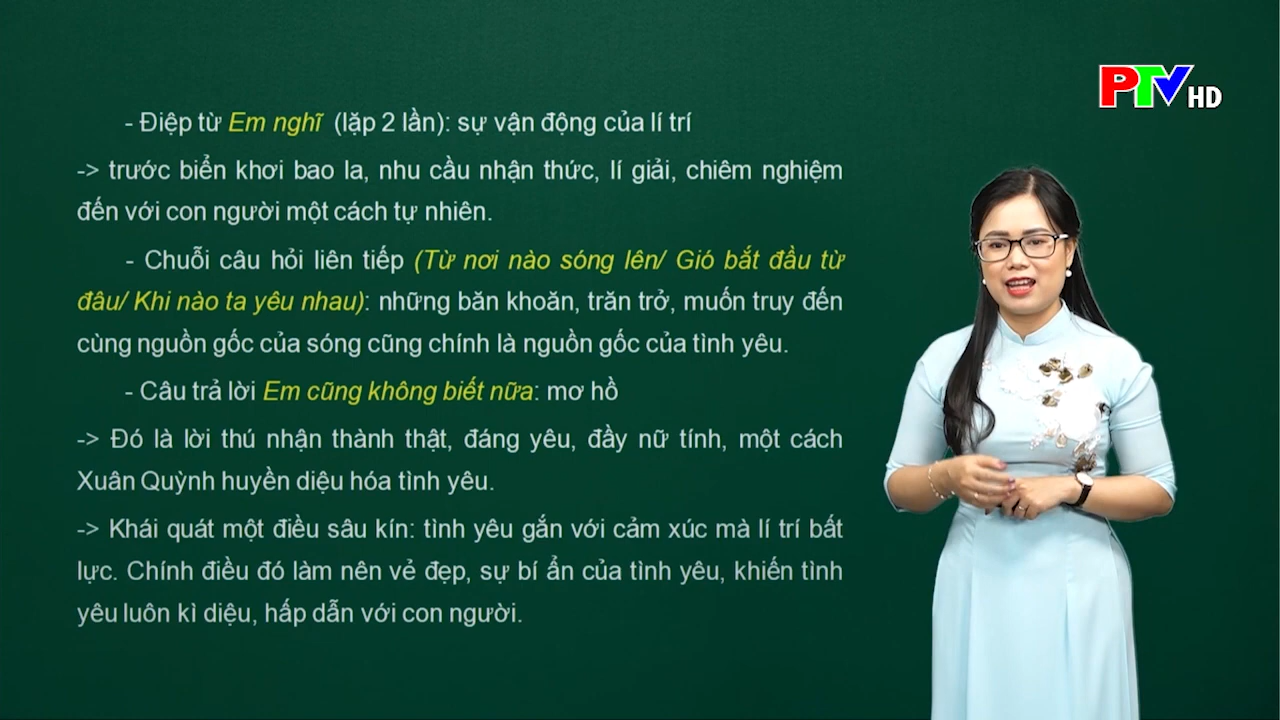 PTV HD
- Điệp từ Em nghĩ (lặp 2 lần): sự vận động của lí trí
-> trước biển khơi bao la, nhu cầu nhận thức, lí giải, chiêm nghiệm
đến với con người một cách tự nhiên.
- Chuỗi câu hỏi liên tiếp (Từ nơi nào sóng lên/ Gió bắt đầu từ
đâu/ Khi nào ta yêu nhau): những băn khoăn, trăn trở, muốn truy đến
cùng nguồn gốc của sóng cũng chính là nguồn gốc của tình yêu.
- Câu trả lời Em cũng không biết nữa: mơ hồ
-> Đó là lời thú nhận thành thật, đáng yêu, đầy nữ tính, một cách
Xuân Quỳnh huyền diệu hóa tình yêu.
-> Khái quát một điều sâu kín: tình yêu gắn với cảm xúc mà lí trí bất
lực. Chính điều đó làm nên vẻ đẹp, sự bí ẩn của tình yêu, khiến tình
yêu luôn kì diệu, hấp dẫn với con người.